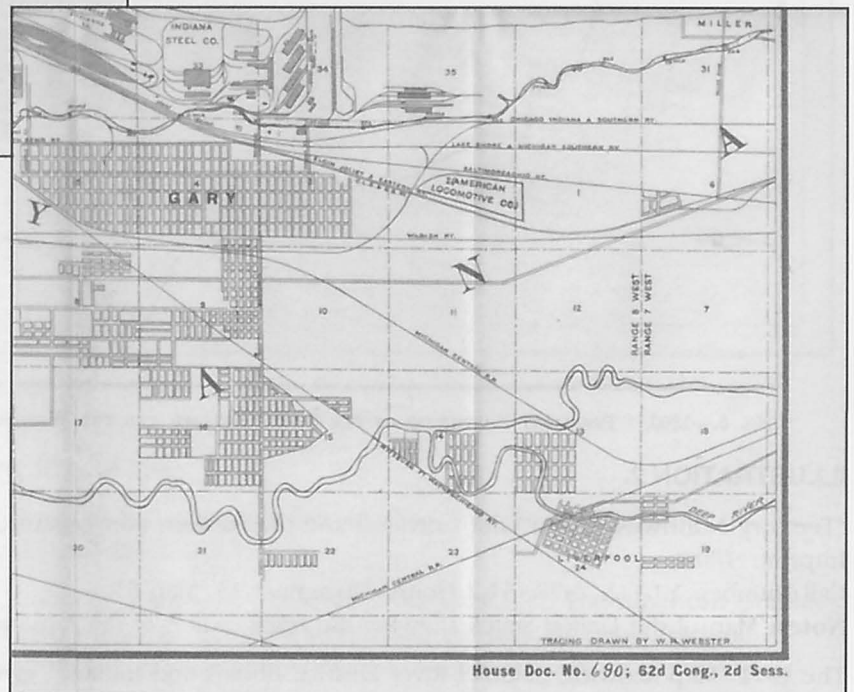 INDIANA
STEEL CO.
MILLER
32
34
35
31
CHICAGO INDIANA & SOUTHERN RY.
LAKE SHORE & MICHIGAN SOUTHERN RY.
ELGIN JOLIET & EASTERN RY.
BALTIMORE & OHIO RY.
AMERICAN
LOCOMOTIVE CO.
4
1
6
GARY
A
Y
WABASH RY.
N
RANGE 8 WEST
RANGE 7 WEST
9
10
11
12
7
MICHIGAN CENTRAL R.R.
A
17
16
15
14
13
18
DEEP RIVER
20
21
22
23
24
19
LIVERPOOL
MICHIGAN CENTRAL R.R.
TRACING DRAWN BY W.R. WEBSTER
House Doc. No. 690; 62d Cong., 2d Sess.